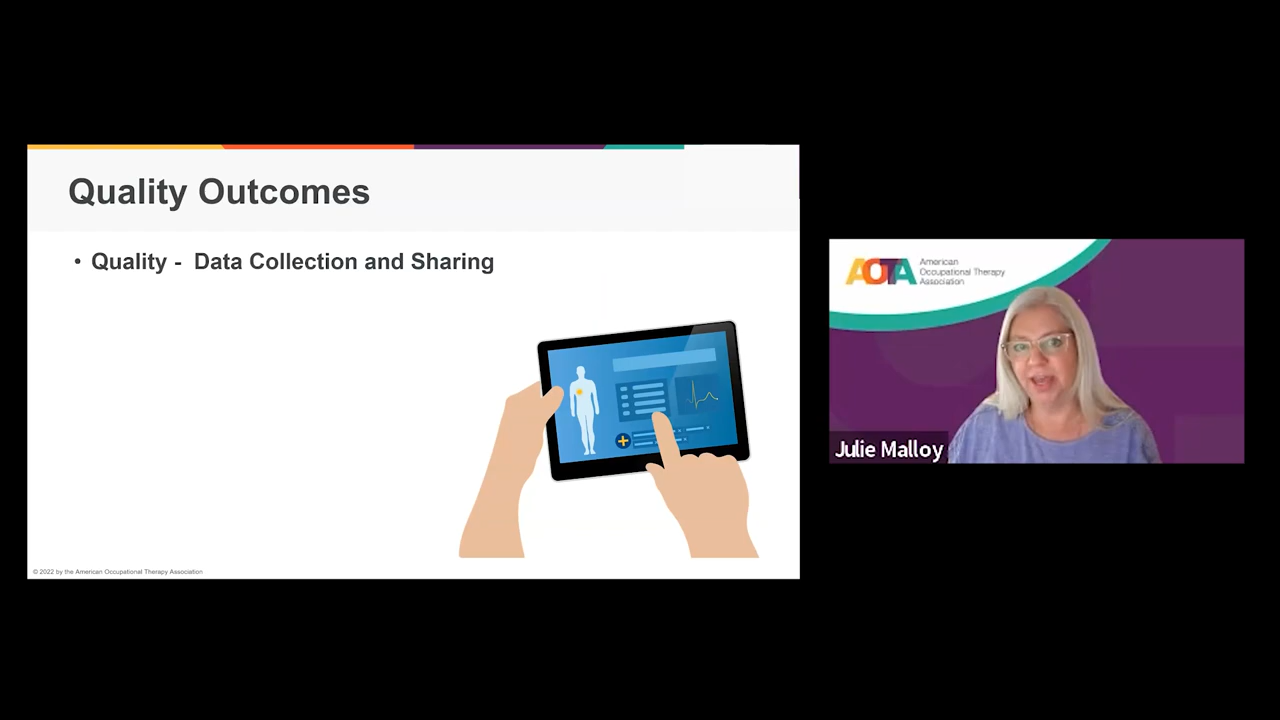 Quality Outcomes
• Quality - Data Collection and Sharing
© 2022 by the American Occupational Therapy Association
AOTA
American
Occupational Therapy
Association
Julie Malloy